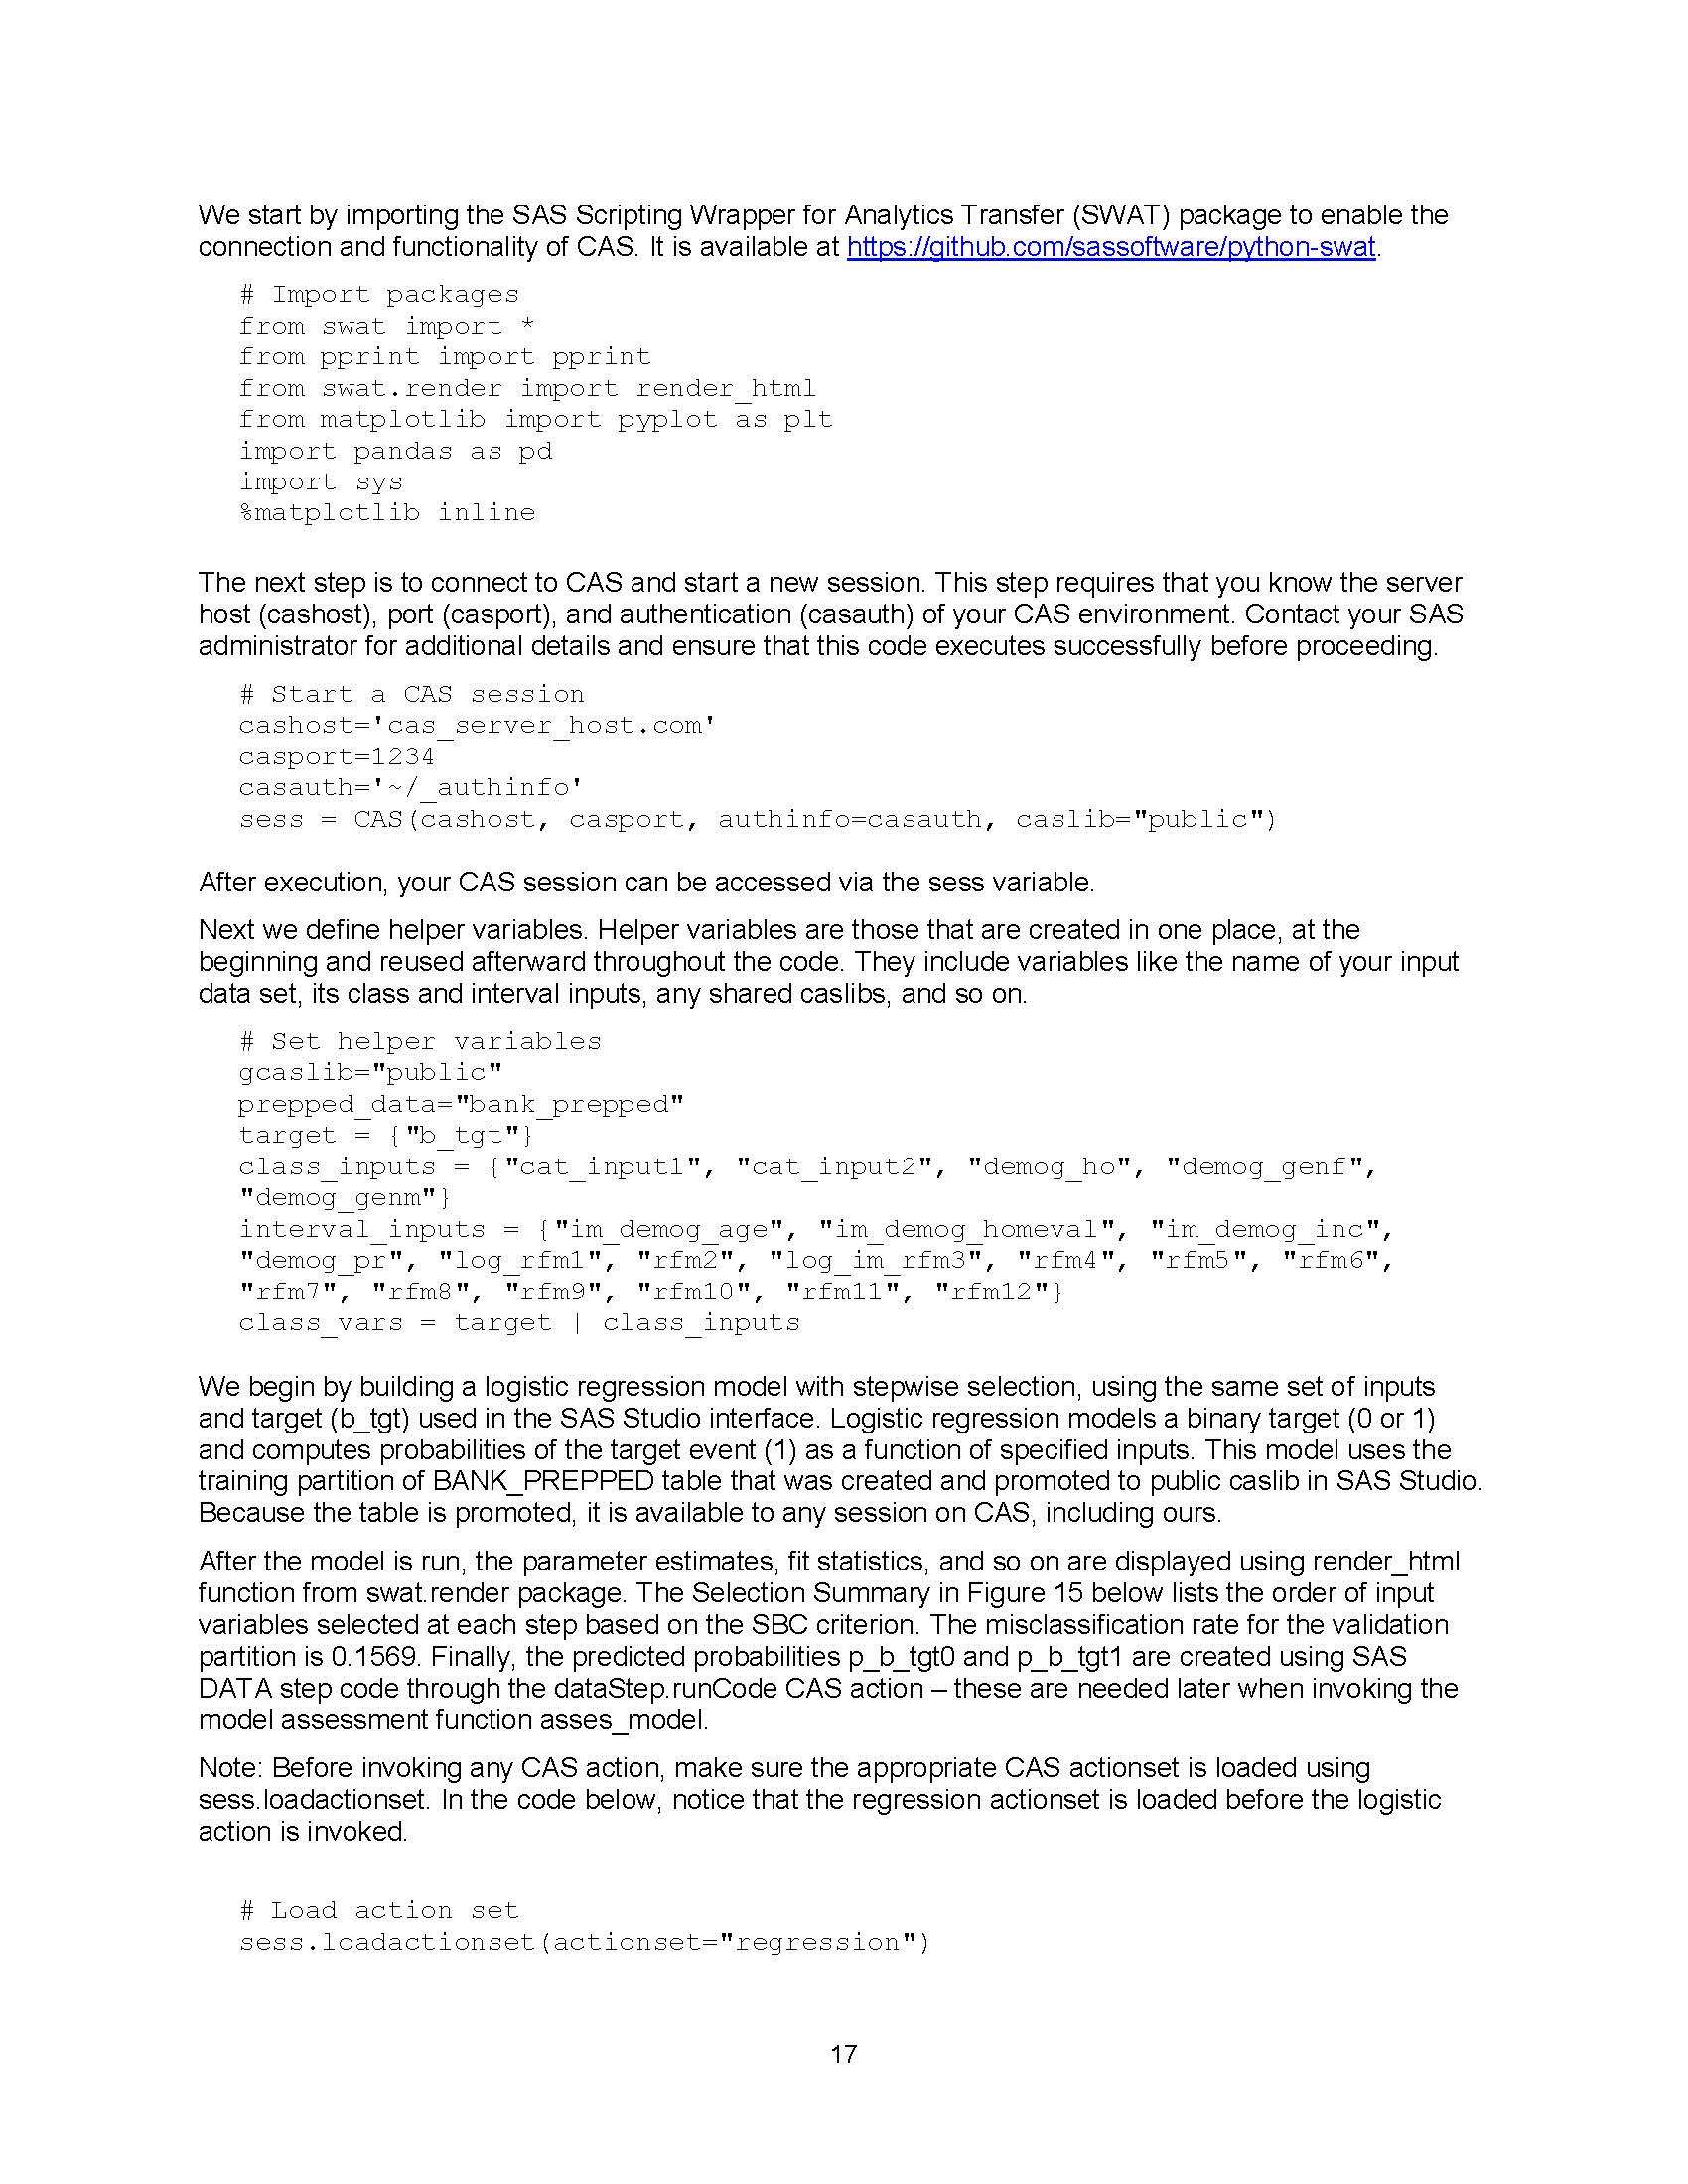 We start by importing the SAS Scripting Wrapper for Analytics Transfer (SWAT) package to enable the
connection and functionality of CAS. It is available at https://github.com/sassoftware/python-swat.
# Import packages
from swat import *
from pprint import pprint
from swat.render import render_html
from matplotlib import pyplot as plt
import pandas as pd
import sys
%matplotlib inline
The next step is to connect to CAS and start a new session. This step requires that you know the server
host (cashost), port (casport), and authentication (casauth) of your CAS environment. Contact your SAS
administrator for additional details and ensure that this code executes successfully before proceeding.
# Start a CAS session
cashost='cas_server_host.com'
casport=1234
casauth='~/_authinfo'
sess = CAS(cashost, casport, authinfo=casauth, caslib="public")
After execution, your CAS session can be accessed via the sess variable.
Next we define helper variables. Helper variables are those that are created in one place, at the
beginning and reused afterward throughout the code. They include variables like the name of your input
data set, its class and interval inputs, any shared caslibs, and so on.
# Set helper variables
gcaslib="public"
prepped_data="bank_prepped"
target = {"b_tgt"}
class_inputs = {"cat_input1", "cat_input2", "demog_ho", "demog_genf",
"demog_genm"}
interval_inputs = {"im_demog_age", "im_demog_homeval", "im_demog_inc",
"demog_pr", "log_rfm1", "rfm2", "log_im_rfm3", "rfm4", "rfm5", "rfm6",
"rfm7", "rfm8", "rfm9", "rfm10", "rfm11", "rfm12"}
class_vars = target | class_inputs
We begin by building a logistic regression model with stepwise selection, using the same set of inputs
and target (b_tgt) used in the SAS Studio interface. Logistic regression models a binary target (0 or 1)
and computes probabilities of the target event (1) as a function of specified inputs. This model uses the
training partition of BANK_PREPPED table that was created and promoted to public caslib in SAS Studio.
Because the table is promoted, it is available to any session on CAS, including ours.
After the model is run, the parameter estimates, fit statistics, and so on are displayed using render_html
function from swat.render package. The Selection Summary in Figure 15 below lists the order of input
variables selected at each step based on the SBC criterion. The misclassification rate for the validation
partition is 0.1569. Finally, the predicted probabilities p_b_tgt0 and p_b_tgt1 are created using SAS
DATA step code through the dataStep.runCode CAS action – these are needed later when invoking the
model assessment function asses_model.
Note: Before invoking any CAS action, make sure the appropriate CAS actionset is loaded using
sess.loadactionset. In the code below, notice that the regression actionset is loaded before the logistic
action is invoked.
# Load action set
sess.loadactionset(actionset="regression")
17